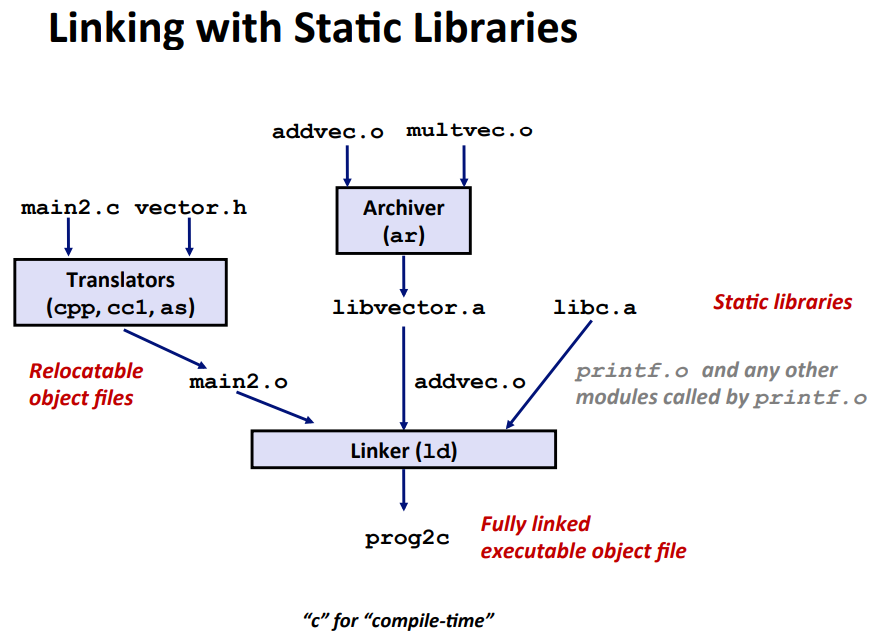 Linking with Static Libraries
addvec.o multvec.o
main2.c vector.h
Archiver
(ar)
Translators
(cpp, cc1, as)
libvector.a
libc.a
Static libraries
Relocatable
object files
main2.o
addvec.o
printf.o and any other
modules called by printf.o
Linker (ld)
prog2c
Fully linked
executable object file
“c” for “compile-time”